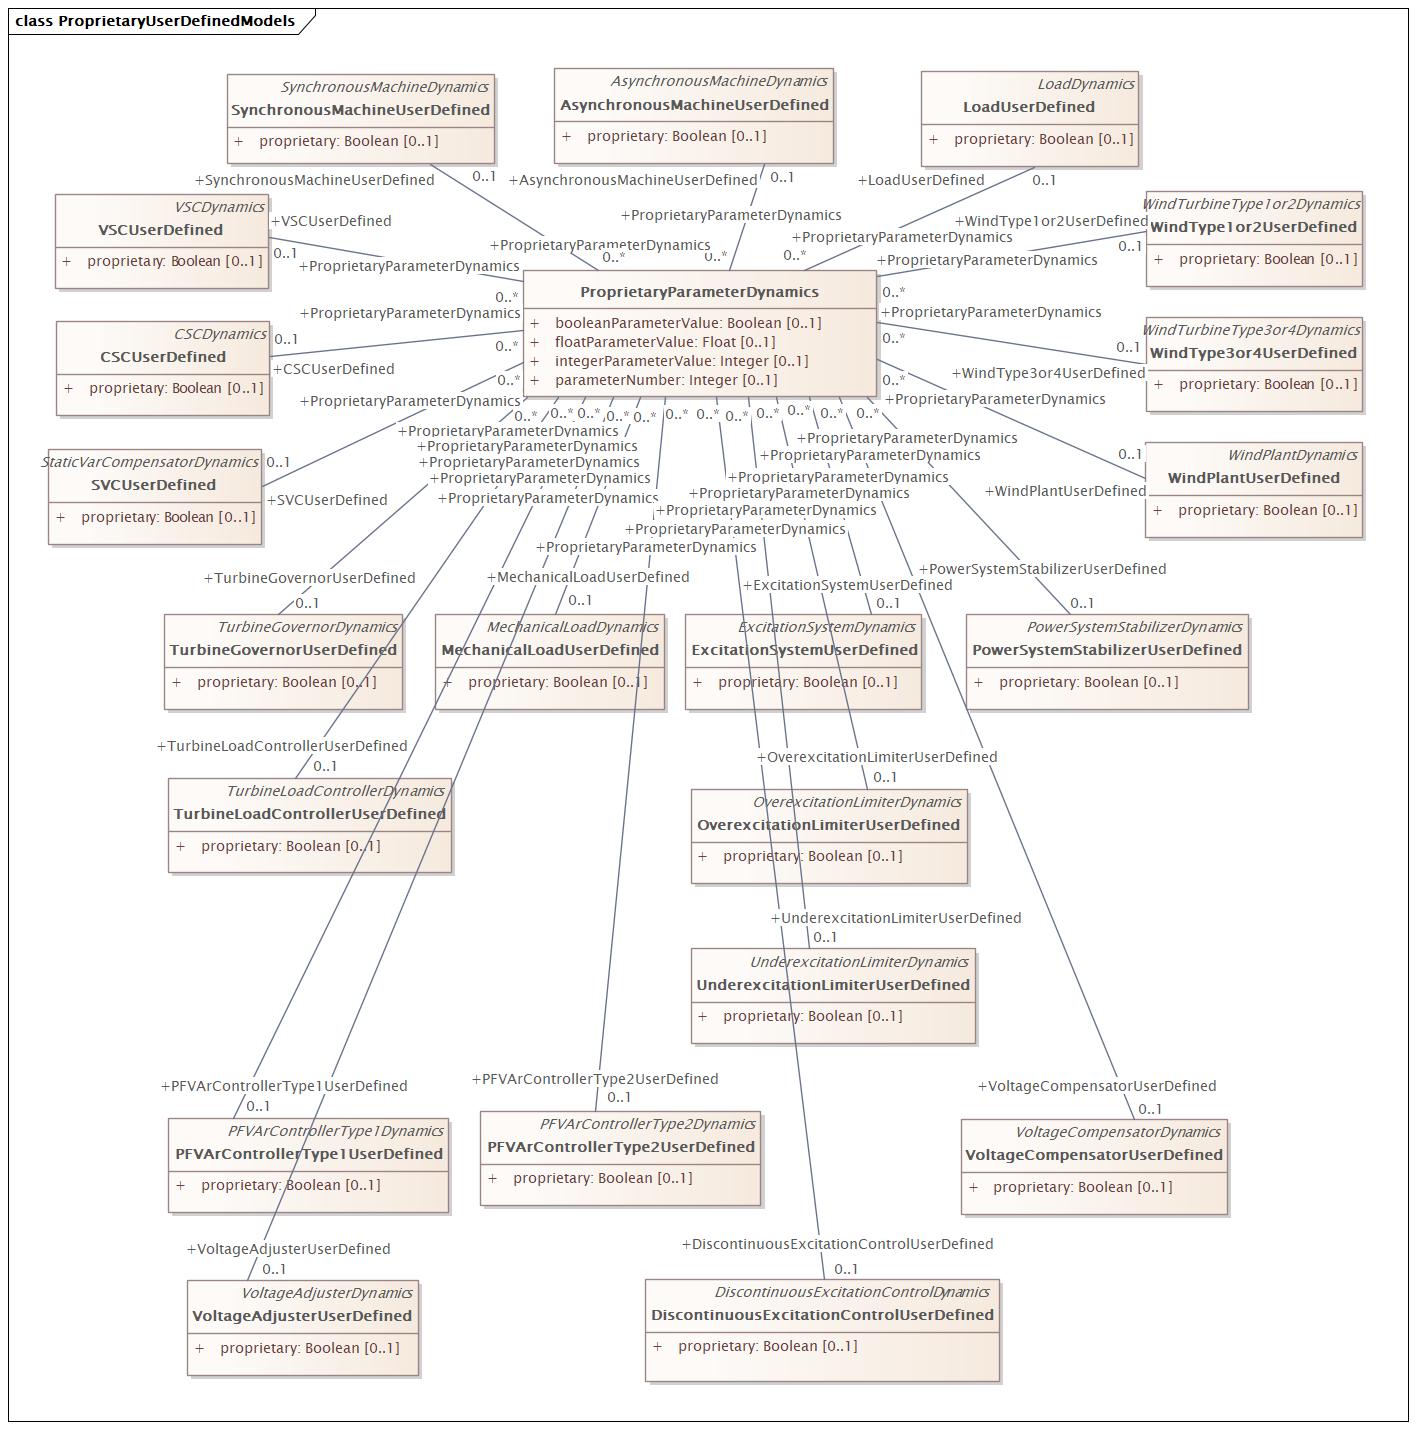 class ProprietaryUserDefinedModels
SynchronousMachineDynamics
SynchronousMachineUserDefined
+ proprietary: Boolean [0..1]
AsynchronousMachineDynamics
AsynchronousMachineUserDefined
+ proprietary: Boolean [0..1]
LoadDynamics
LoadUserDefined
+ proprietary: Boolean [0..1]
+SynchronousMachineUserDefined
0..1
+AsynchronousMachineUserDefined
0..1
+LoadUserDefined
0..1
VSCDynamics
VSCUserDefined
+ proprietary: Boolean [0..1]
+VSCUserDefined
0..1
+ProprietaryParameterDynamics
0..*
+ProprietaryParameterDynamics
0..*
+ProprietaryParameterDynamics
0..*
+ProprietaryParameterDynamics
0..*
WindTurbineType1or2Dynamics
WindType1or2UserDefined
+ proprietary: Boolean [0..1]
+WindType1or2UserDefined
0..1
+ProprietaryParameterDynamics
0..*
ProprietaryParameterDynamics
+ booleanParameterValue: Boolean [0..1]
+ floatParameterValue: Float [0..1]
+ integerParameterValue: Integer [0..1]
+ parameterNumber: Integer [0..1]
CSCDynamics
CSCUserDefined
+ proprietary: Boolean [0..1]
+ProprietaryParameterDynamics
0..1
0..*
+CSCUserDefined
WindTurbineType3or4Dynamics
WindType3or4UserDefined
+ proprietary: Boolean [0..1]
+ProprietaryParameterDynamics
0..*
0..1
+WindType3or4UserDefined
StaticVarCompensatorDynamics
SVCUserDefined
+ proprietary: Boolean [0..1]
0..*
+ProprietaryParameterDynamics
0..1
+SVCUserDefined
WindPlantDynamics
WindPlantUserDefined
+ proprietary: Boolean [0..1]
0..*
+ProprietaryParameterDynamics
0..1
+WindPlantUserDefined
0..*
0..*
0..*
0..*
0..*
0..*
0..*
0..*
0..*
0..*
0..*
0..*
+ProprietaryParameterDynamics
+ProprietaryParameterDynamics
+ProprietaryParameterDynamics
+ProprietaryParameterDynamics
+ProprietaryParameterDynamics
+ProprietaryParameterDynamics
+ProprietaryParameterDynamics
+ProprietaryParameterDynamics
+ProprietaryParameterDynamics
+ProprietaryParameterDynamics
+ProprietaryParameterDynamics
+ProprietaryParameterDynamics
+TurbineGovernorUserDefined
0..1
TurbineGovernorDynamics
TurbineGovernorUserDefined
+ proprietary: Boolean [0..1]
+MechanicalLoadUserDefined
0..1
MechanicalLoadDynamics
MechanicalLoadUserDefined
+ proprietary: Boolean [0..1]
+ExcitationSystemUserDefined
0..1
ExcitationSystemDynamics
ExcitationSystemUserDefined
+ proprietary: Boolean [0..1]
+PowerSystemStabilizerUserDefined
0..1
PowerSystemStabilizerDynamics
PowerSystemStabilizerUserDefined
+ proprietary: Boolean [0..1]
+TurbineLoadControllerUserDefined
0..1
TurbineLoadControllerDynamics
TurbineLoadControllerUserDefined
+ proprietary: Boolean [0..1]
+OverexcitationLimiterUserDefined
0..1
OverexcitationLimiterDynamics
OverexcitationLimiterUserDefined
+ proprietary: Boolean [0..1]
+UnderexcitationLimiterUserDefined
0..1
UnderexcitationLimiterDynamics
UnderexcitationLimiterUserDefined
+ proprietary: Boolean [0..1]
+PFVArControllerType1UserDefined
0..1
PFVArControllerType1Dynamics
PFVArControllerType1UserDefined
+ proprietary: Boolean [0..1]
+PFVArControllerType2UserDefined
0..1
PFVArControllerType2Dynamics
PFVArControllerType2UserDefined
+ proprietary: Boolean [0..1]
+VoltageCompensatorUserDefined
0..1
VoltageCompensatorDynamics
VoltageCompensatorUserDefined
+ proprietary: Boolean [0..1]
+VoltageAdjusterUserDefined
0..1
VoltageAdjusterDynamics
VoltageAdjusterUserDefined
+ proprietary: Boolean [0..1]
+DiscontinuousExcitationControlUserDefined
0..1
DiscontinuousExcitationControlDynamics
DiscontinuousExcitationControlUserDefined
+ proprietary: Boolean [0..1]